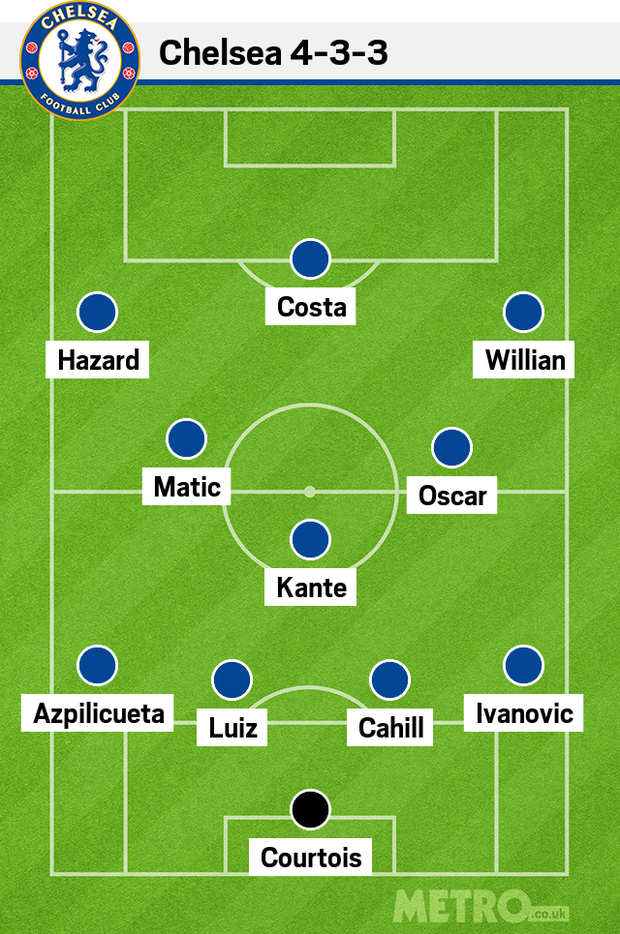 CHELSEA
FOOTBALL CLUB
Chelsea 4-3-3
Costa
Hazard
Willian
Matic
Oscar
Kante
Azpilicueta
Luiz
Cahill
Ivanovic
Courtois
METRO.co.uk